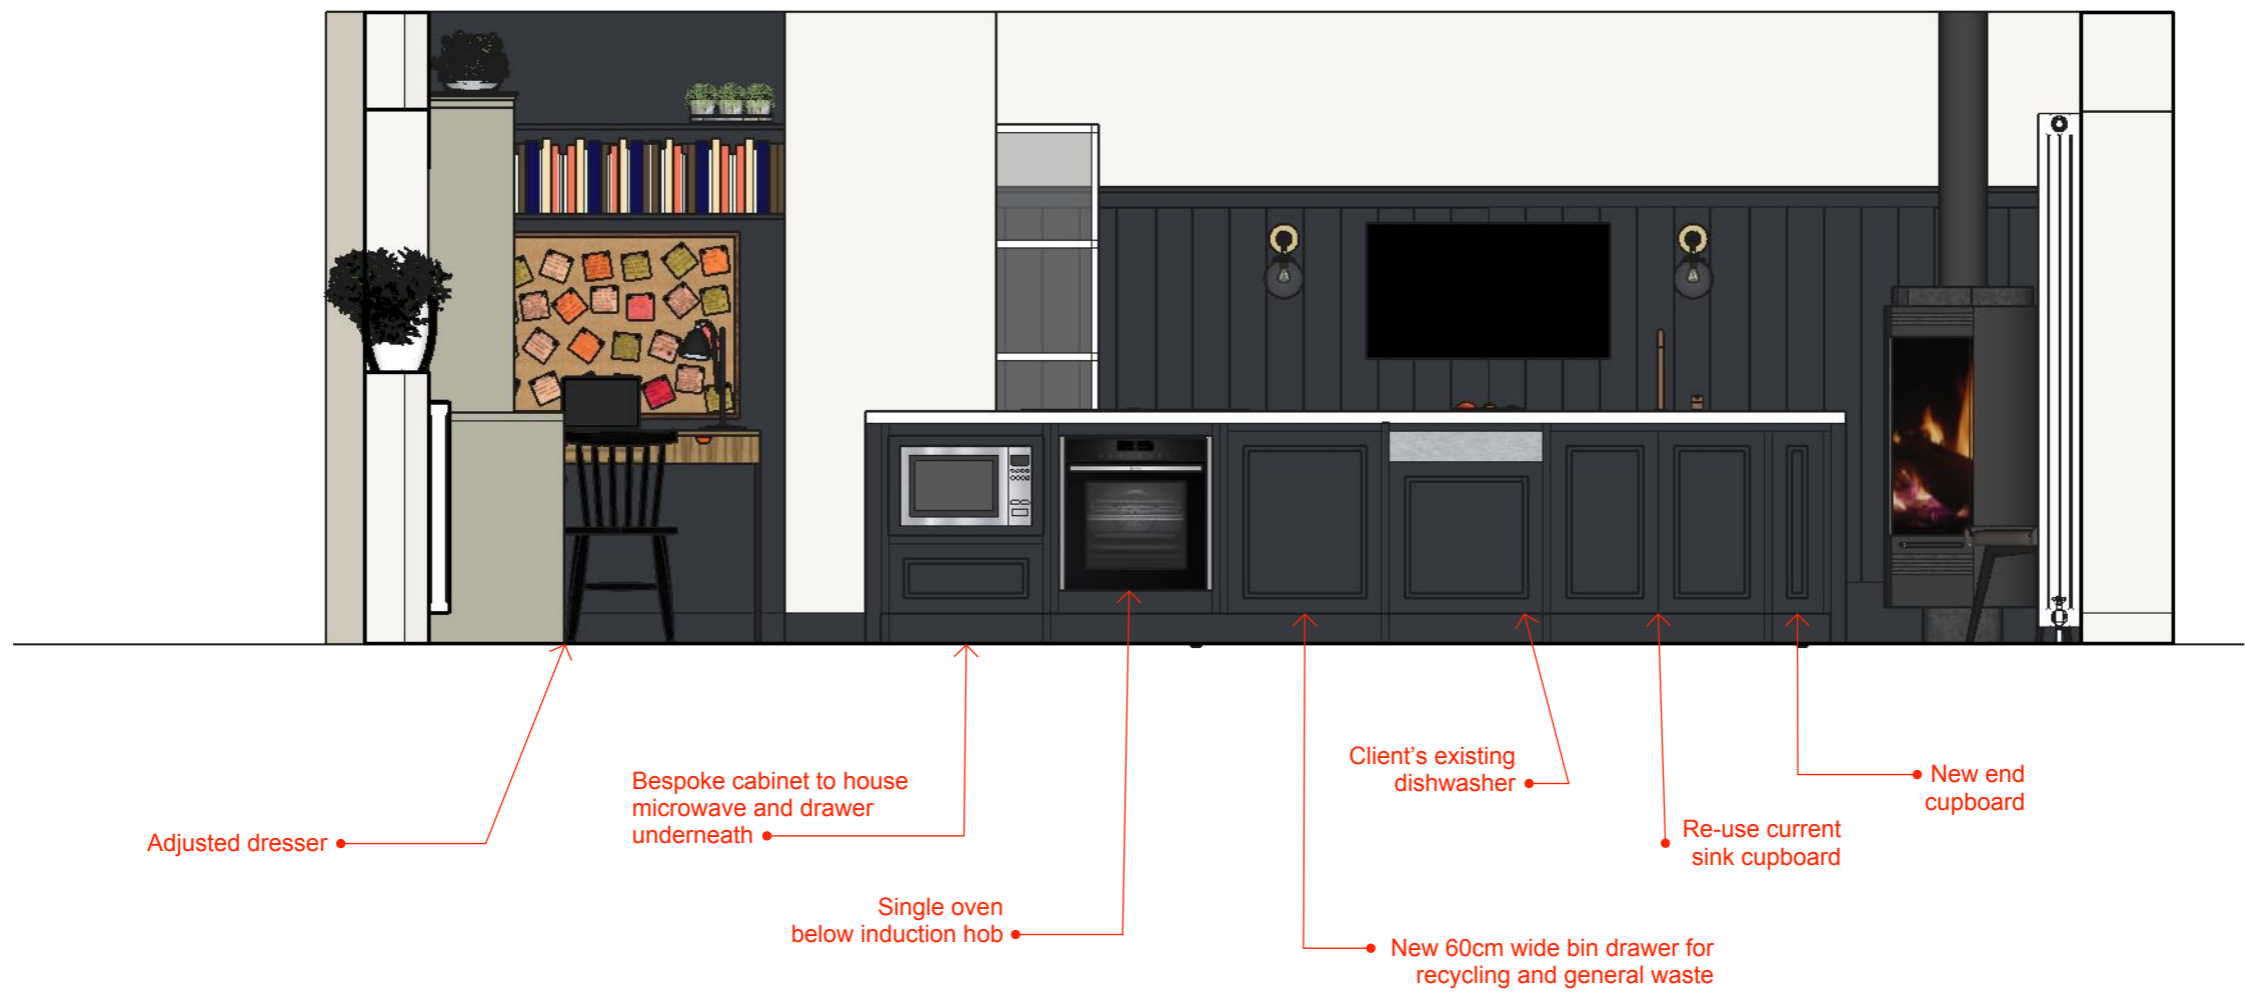 Adjusted dresser
Bespoke cabinet to house
microwave and drawer
underneath
Single oven
below induction hob
New 60cm wide bin drawer for
recycling and general waste
Client’s existing
dishwasher
Re-use current
sink cupboard
New end
cupboard